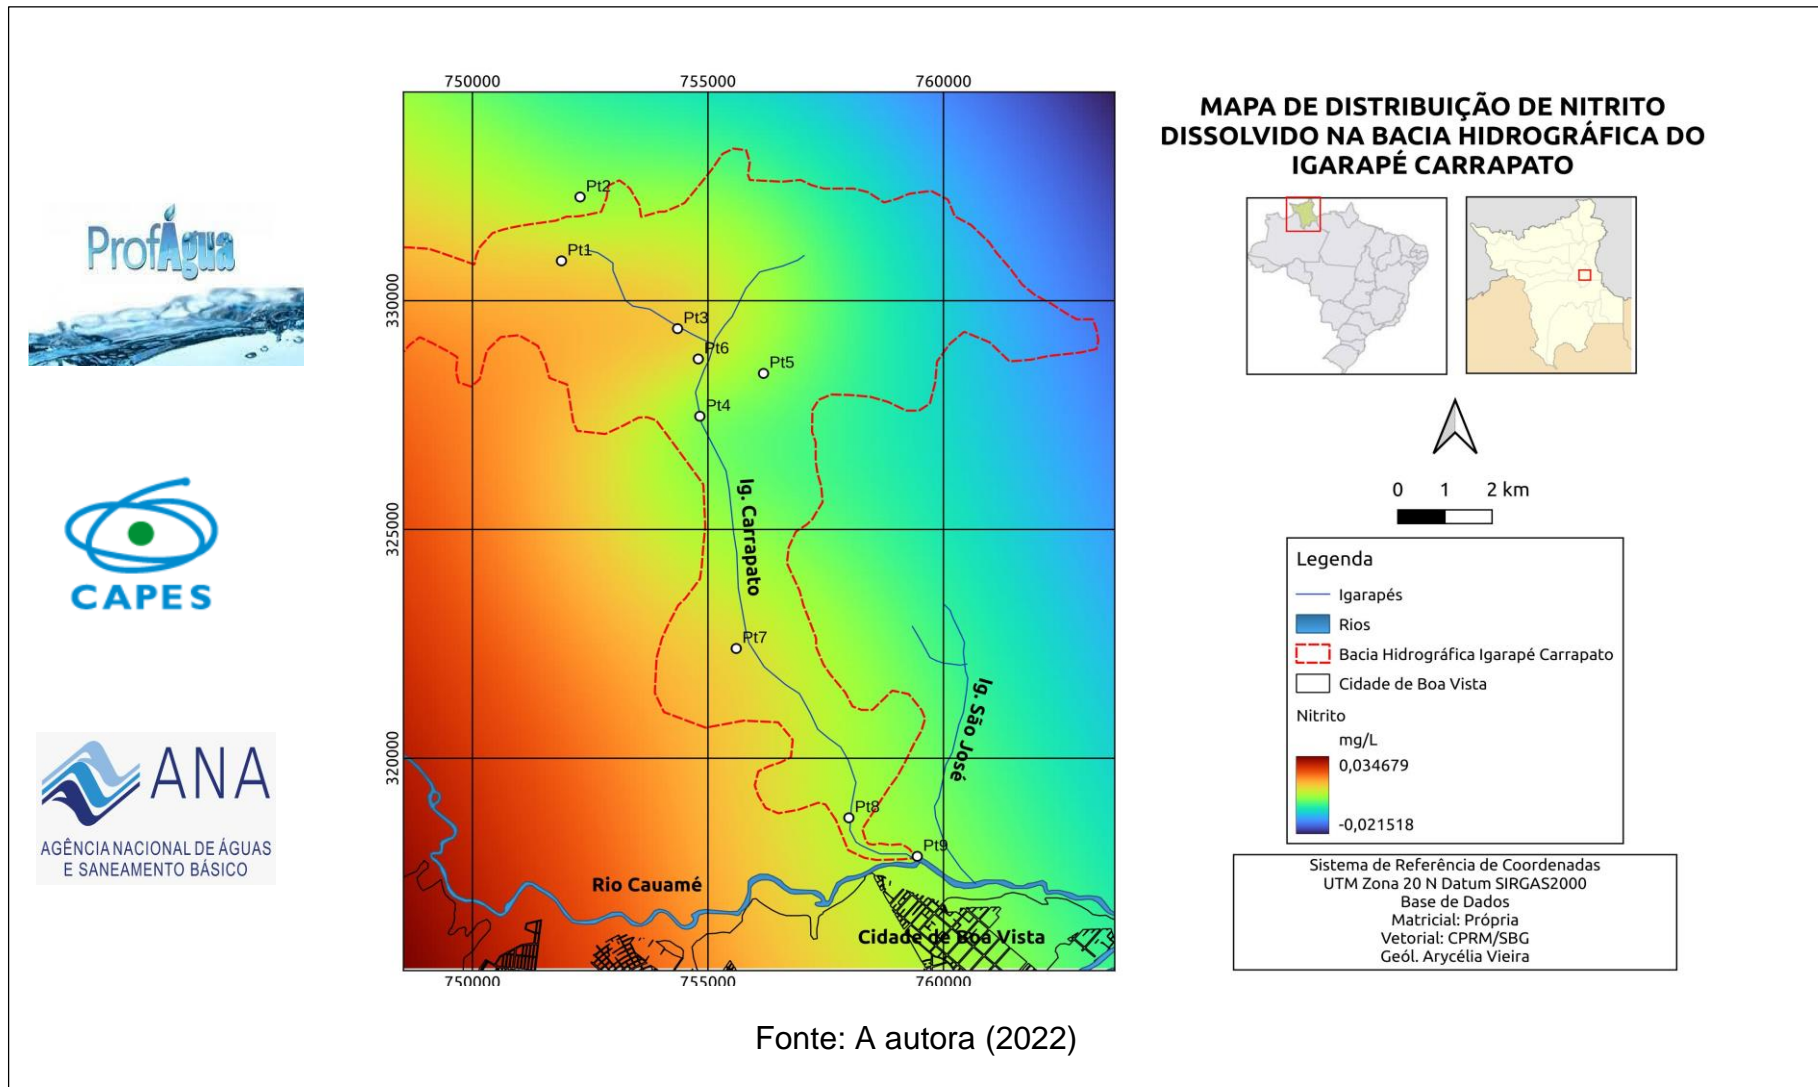 750000
755000
760000
MAPA DE DISTRIBUIÇÃO DE NITRITO
DISSOLVIDO NA BACIA HIDROGRÁFICA DO
IGARAPÉ CARRAPATO
ProfÁgua
CAPES
ANA
AGÊNCIA NACIONAL DE ÁGUAS
E SANEAMENTO BÁSICO
330000
325000
320000
Pt2
Pt1
Pt3
Pt6
Pt5
Pt4
Ig. Carrapato
Pt7
Ig. São José
Pt8
Pt9
Rio Cauamé
Cidade de Boa Vista
750000
755000
760000
0 1 2 km
Legenda
Igarapés
Rios
Bacia Hidrográfica Igarapé Carrapato
Cidade de Boa Vista
Nitrito
mg/L
0,034679
-0,021518
Sistema de Referência de Coordenadas
UTM Zona 20 N Datum SIRGAS2000
Base de Dados
Matricial: Própria
Vetorial: CPRM/SBG
Geól. Arycélia Vieira
Fonte: A autora (2022)